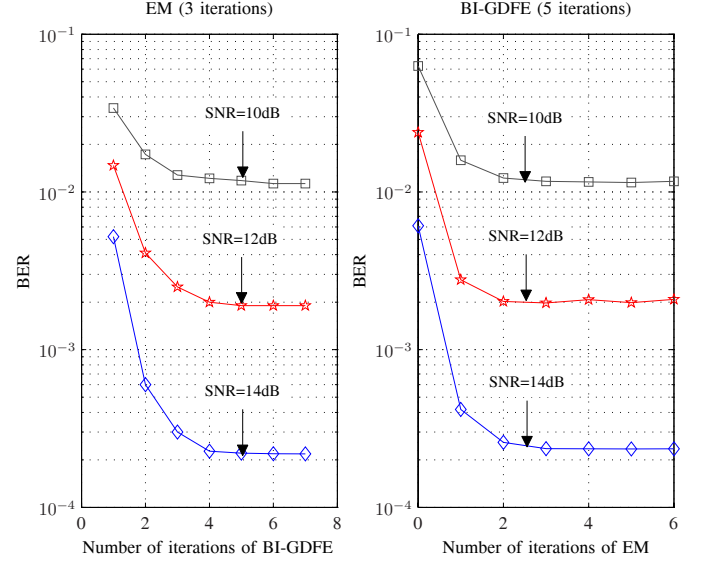 EM (3 iterations)
10⁻¹
10⁻²
10⁻³
10⁻⁴
BER
SNR=10dB
SNR=12dB
SNR=14dB
0 2 4 6 8
Number of iterations of BI-GDFE
BI-GDFE (5 iterations)
10⁻¹
10⁻²
10⁻³
10⁻⁴
BER
SNR=10dB
SNR=12dB
SNR=14dB
0 2 4 6
Number of iterations of EM